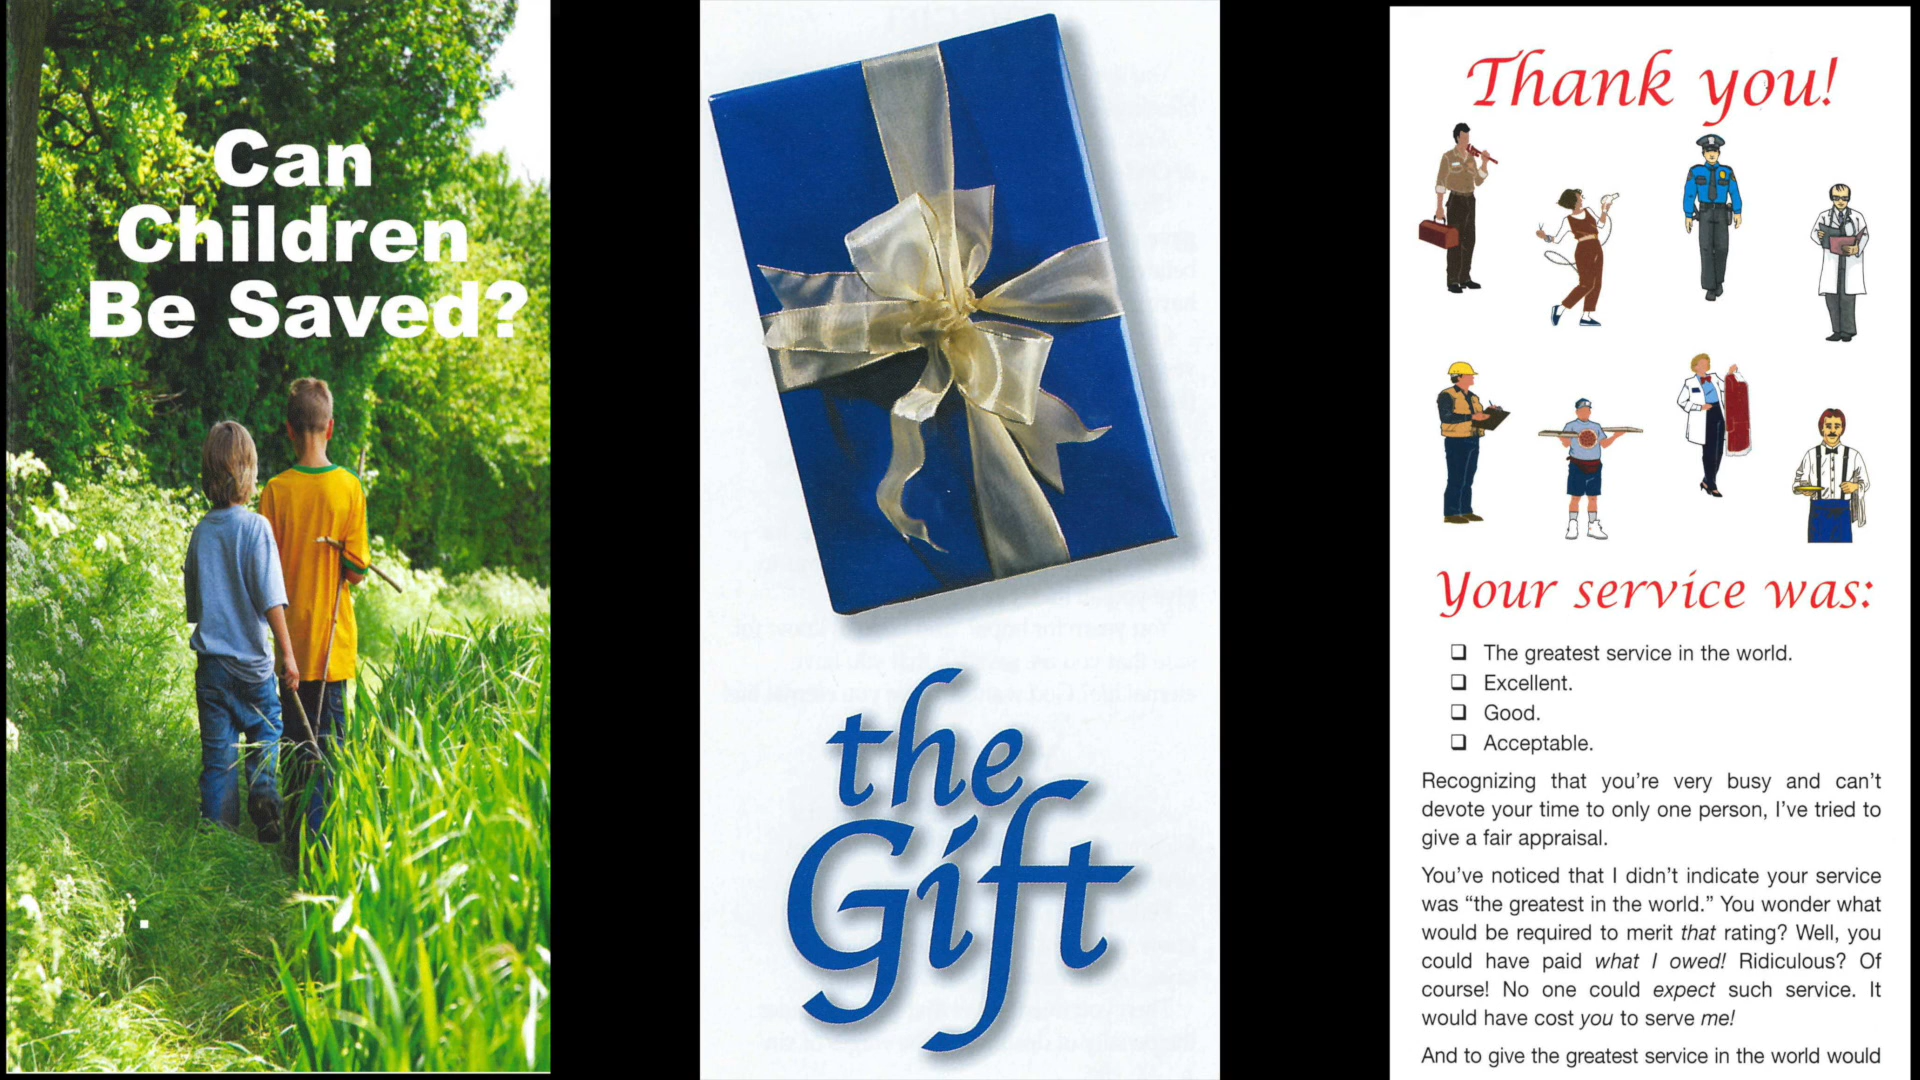 Can
Children
Be Saved?
the
Gift
Thank you!
Your service was:
❑ The greatest service in the world.
❑ Excellent.
❑ Good.
❑ Acceptable.
Recognizing that you’re very busy and can’t
devote your time to only one person, I’ve tried to
give a fair appraisal.
You’ve noticed that I didn’t indicate your service
was “the greatest in the world.” You wonder what
would be required to merit that rating? Well, you
could have paid what I owed! Ridiculous? Of
course! No one could expect such service. It
would have cost you to serve me!
And to give the greatest service in the world would